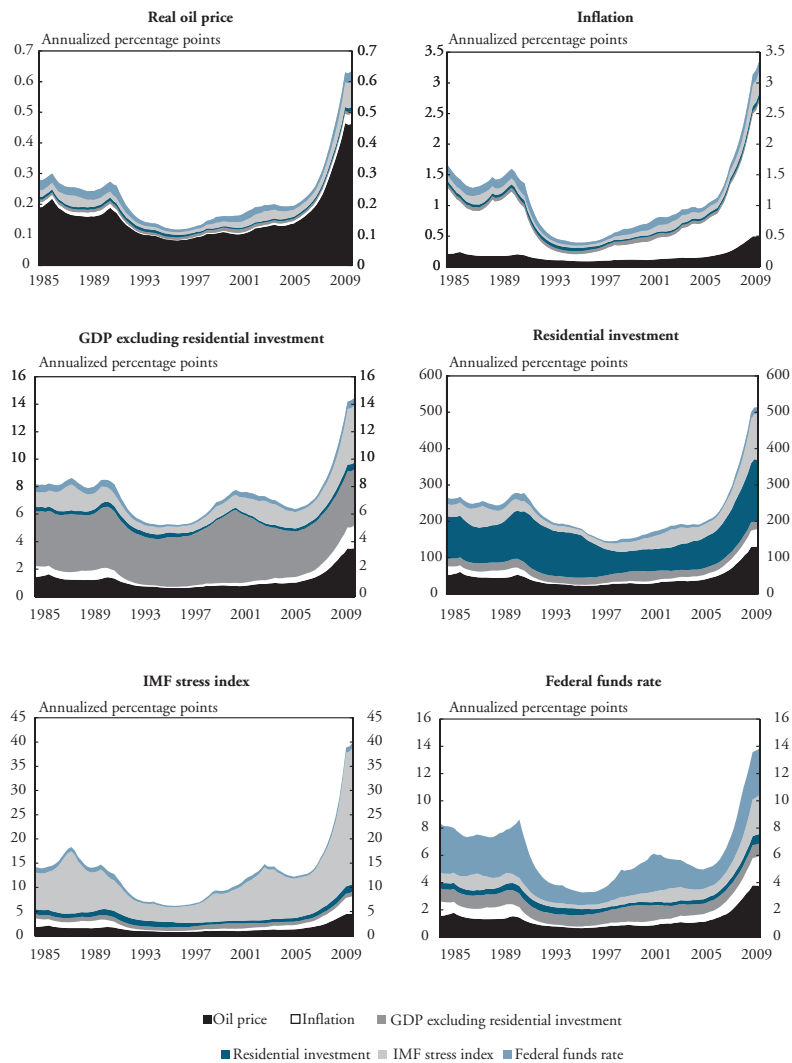 Real oil price
Annualized percentage points
0.7 0.7
0.6 0.6
0.5 0.5
0.4 0.4
0.3 0.3
0.2 0.2
0.1 0.1
0 0
1985 1989 1993 1997 2001 2005 2009
Inflation
Annualized percentage points
3.5 3.5
3 3
2.5 2.5
2 2
1.5 1.5
1 1
0.5 0.5
0 0
1985 1989 1993 1997 2001 2005 2009
GDP excluding residential investment
Annualized percentage points
16 16
14 14
12 12
10 10
8 8
6 6
4 4
2 2
0 0
1985 1989 1993 1997 2001 2005 2009
Residential investment
Annualized percentage points
600 600
500 500
400 400
300 300
200 200
100 100
0 0
1985 1989 1993 1997 2001 2005 2009
IMF stress index
Annualized percentage points
45 45
40 40
35 35
30 30
25 25
20 20
15 15
10 10
5 5
0 0
1985 1989 1993 1997 2001 2005 2009
Federal funds rate
Annualized percentage points
16 16
14 14
12 12
10 10
8 8
6 6
4 4
2 2
0 0
1985 1989 1993 1997 2001 2005 2009
Oil price Inflation GDP excluding residential investment
Residential investment IMF stress index Federal funds rate